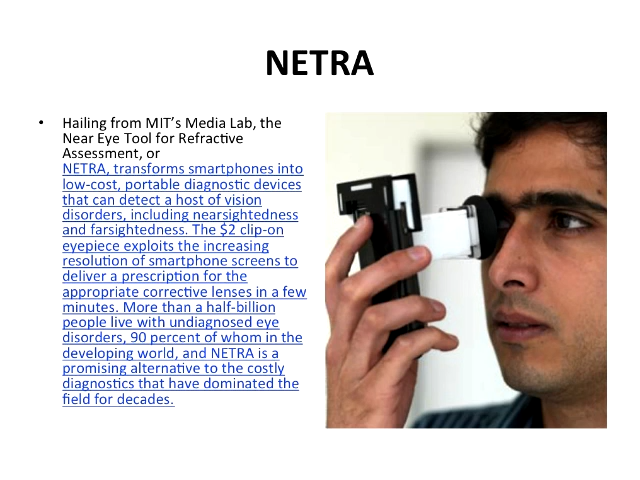 NETRA
• Hailing from MIT’s Media Lab, the
Near Eye Tool for Refractive
Assessment, or
NETRA, transforms smartphones into
low-cost, portable diagnostic devices
that can detect a host of vision
disorders, including nearsightedness
and farsightedness. The $2 clip-on
eyepiece exploits the increasing
resolution of smartphone screens to
deliver a prescription for the
appropriate corrective lenses in a few
minutes. More than a half-billion
people live with undiagnosed eye
disorders, 90 percent of whom in the
developing world, and NETRA is a
promising alternative to the costly
diagnostics that have dominated the
field for decades.